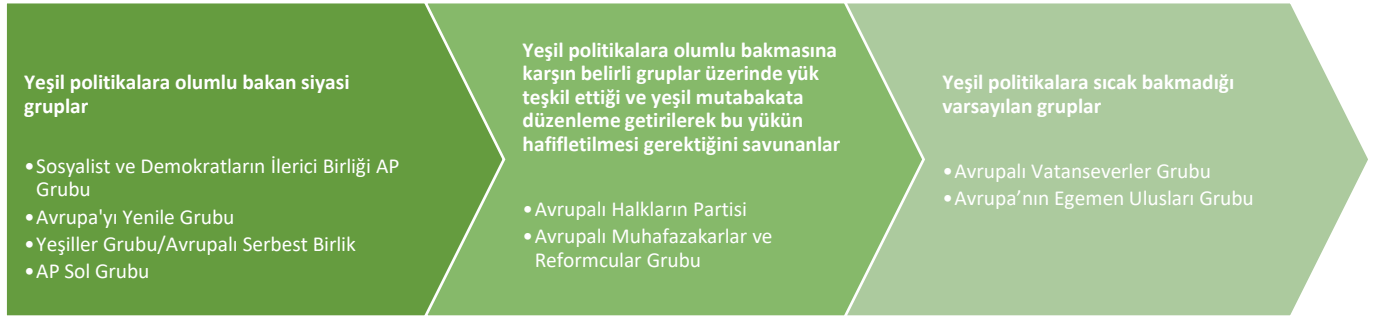 Yeşil politikalara olumlu bakan siyasi
gruplar
•Sosyalist ve Demokratların İlerici Birliği AP
Grubu
•Avrupa'yı Yenile Grubu
•Yeşiller Grubu/Avrupalı Serbest Birlik
•AP Sol Grubu
Yeşil politikalara olumlu bakmasına
karşın belirli gruplar üzerinde yük
teşkil ettiği ve yeşil mutabakata
düzenleme getirilerek bu yükün
hafifletilmesi gerektiğini savunanlar
•Avrupalı Halkların Partisi
•Avrupalı Muhafazakarlar ve
Reformcular Grubu
Yeşil politikalara sıcak bakmadığı
varsayılan gruplar
•Avrupalı Vatanseverler Grubu
•Avrupa’nın Egemen Ulusları Grubu